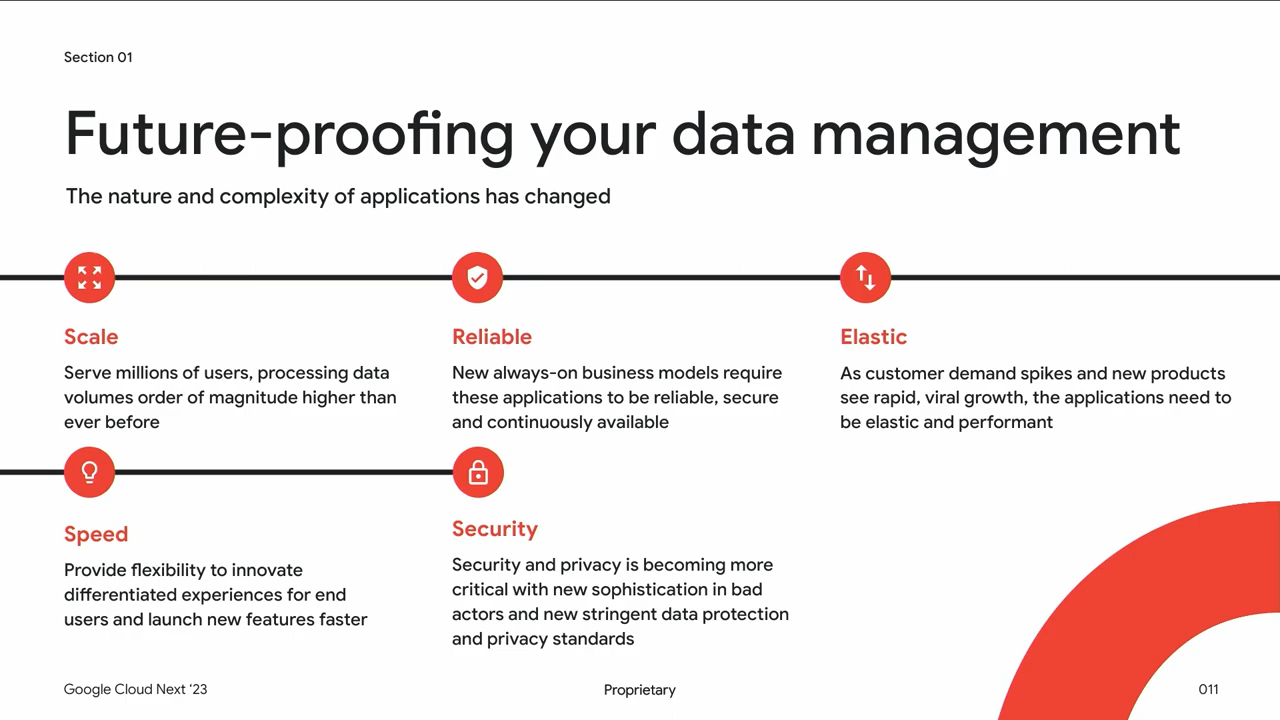 Section 01
Future-proofing your data management
The nature and complexity of applications has changed
Scale
Serve millions of users, processing data
volumes order of magnitude higher than
ever before
Reliable
New always-on business models require
these applications to be reliable, secure
and continuously available
Elastic
As customer demand spikes and new products
see rapid, viral growth, the applications need to
be elastic and performant
Speed
Provide flexibility to innovate
differentiated experiences for end
users and launch new features faster
Security
Security and privacy is becoming more
critical with new sophistication in bad
actors and new stringent data protection
and privacy standards
Google Cloud Next ‘23
Proprietary
011